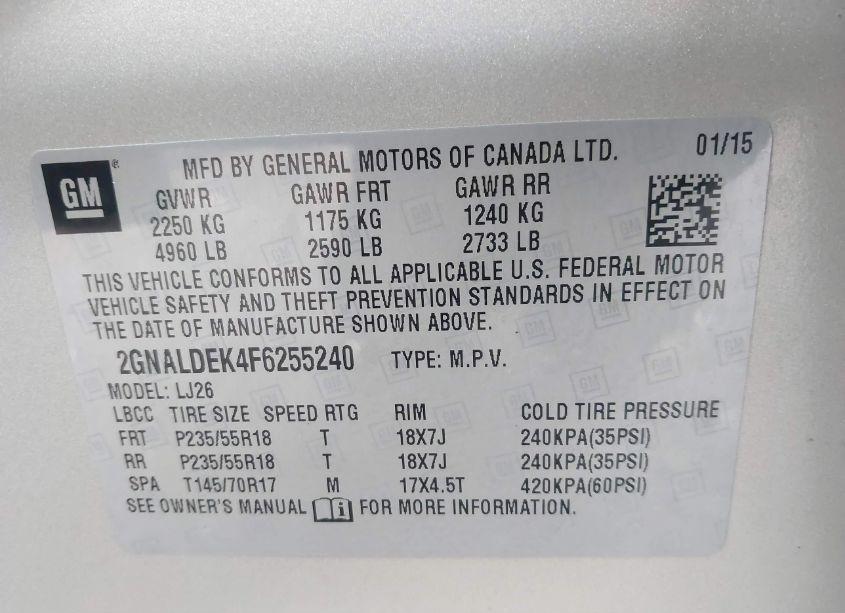 GM ® MFD BY GENERAL MOTORS OF CANADA LTD. 01/15
GVWR GAWR FRT GAWR RR
2250 KG 1175 KG 1240 KG
4960 LB 2590 LB 2733 LB
THIS VEHICLE CONFORMS TO ALL APPLICABLE U.S. FEDERAL MOTOR
VEHICLE SAFETY AND THEFT PREVENTION STANDARDS IN EFFECT ON
THE DATE OF MANUFACTURE SHOWN ABOVE.
2GNALDEK4F6255240 TYPE: M.P.V.
MODEL: LJ26
LBCC TIRE SIZE SPEED RTG RIM COLD TIRE PRESSURE
FRT P235/55R18 T 18X7J 240KPA(35PSI)
RR P235/55R18 T 18X7J 240KPA(35PSI)
SPA T145/70R17 M 17X4.5T 420KPA(60PSI)
SEE OWNER'S MANUAL i FOR MORE INFORMATION.